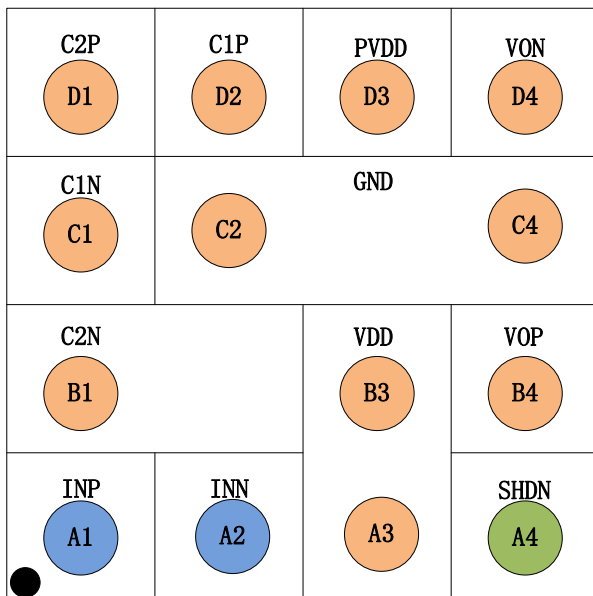 C2P C1P PVDD VON
D1 D2 D3 D4
C1N GND
C1 C2 C4
C2N VDD VOP
B1 B3 B4
INP INN SHDN
A1 A2 A3 A4